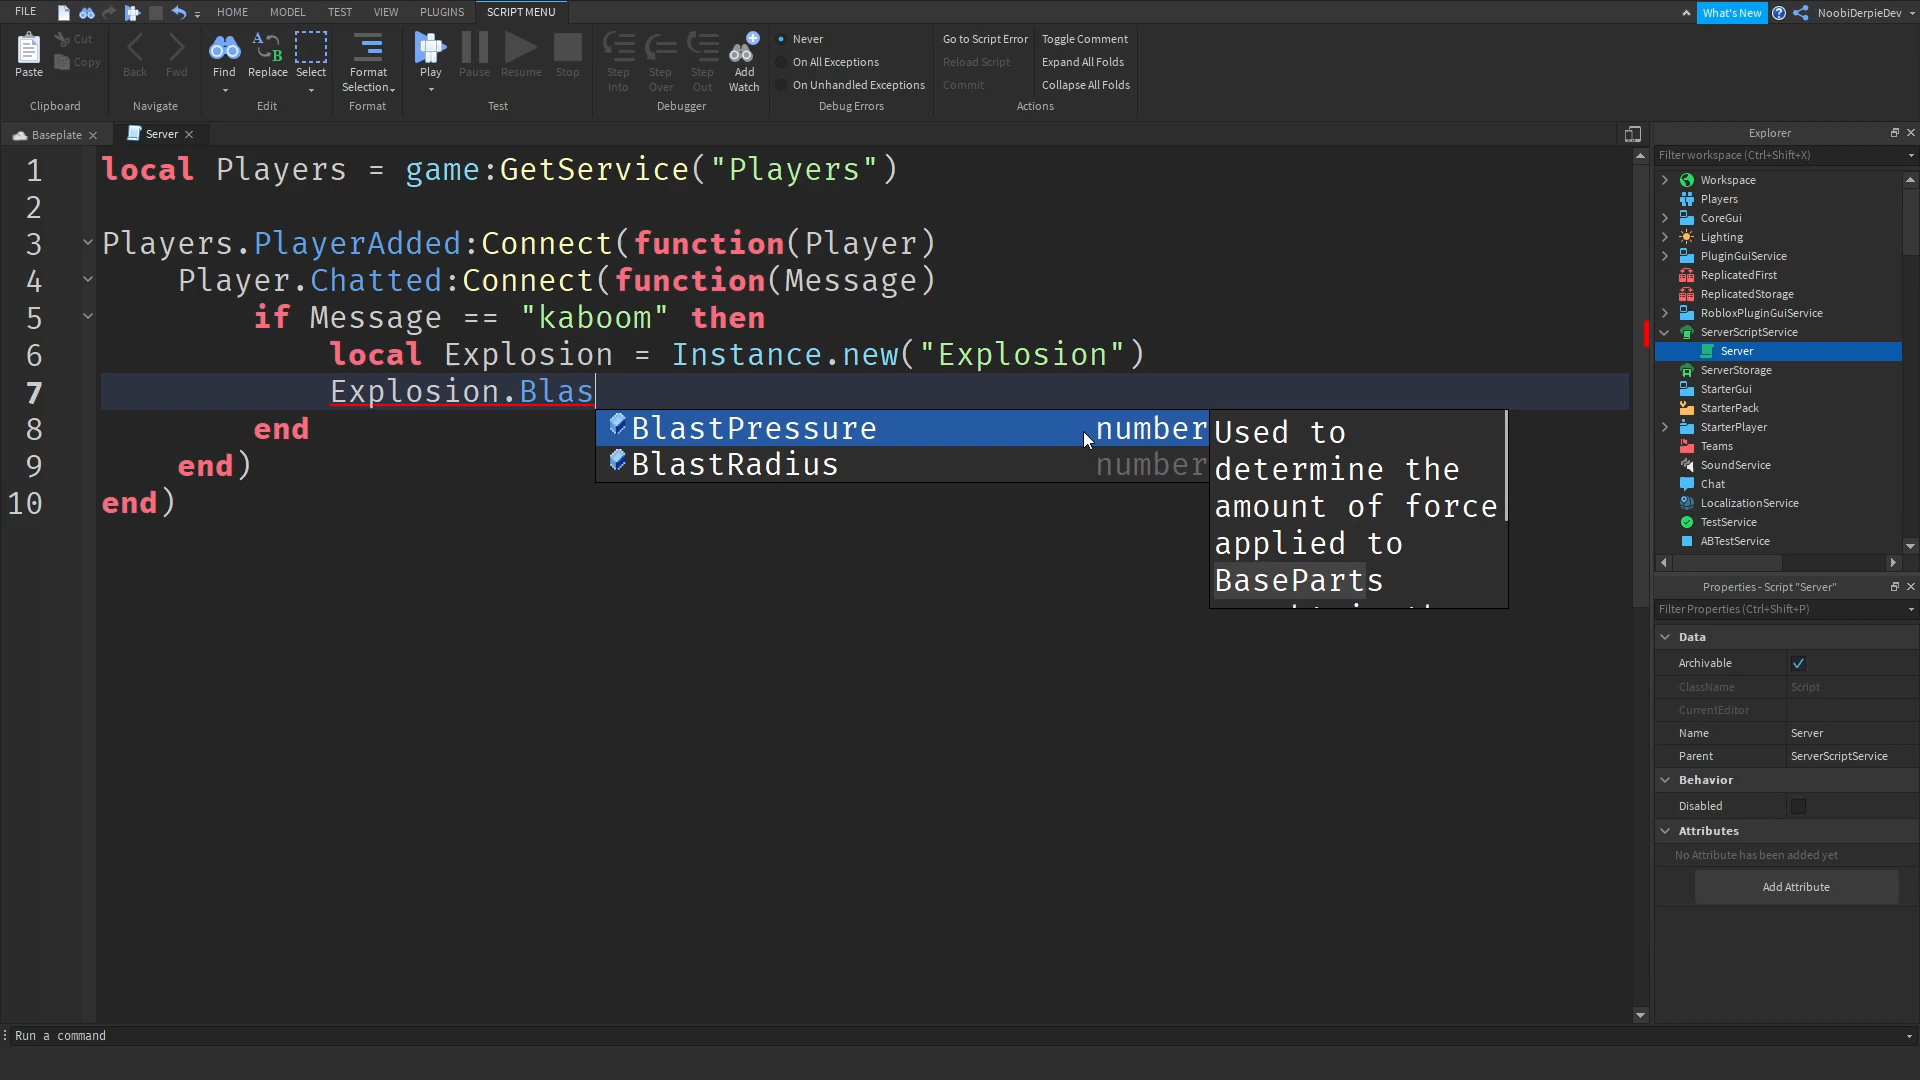 FILE HOME MODEL TEST VIEW PLUGINS SCRIPT MENU What's New NoobiDerpieDev
Paste Cut Copy Back Fwd Find Replace Select Format Selection Play Pause Resume Stop Step Into Step Over Step Out Add Watch
Never Go to Script Error Toggle Comment
On All Exceptions Reload Script Expand All Folds
On Unhandled Exceptions Commit Collapse All Folds
Clipboard Navigate Edit Format Test Debugger Debug Errors Actions
Baseplate Server
1 local Players = game:GetService("Players")
2
3 Players.PlayerAdded:Connect(function(Player)
4 Player.Chatted:Connect(function(Message)
5 if Message == "kaboom" then
6 local Explosion = Instance.new("Explosion")
7 Explosion.Blas
8 end
9 end)
10 end)
BlastPressure number
BlastRadius number
Used to
determine the
amount of force
applied to
BaseParts
Explorer
Filter workspace (Ctrl+Shift+X)
Workspace
Players
CoreGui
Lighting
PluginGuiService
ReplicatedFirst
ReplicatedStorage
RobloxPluginGuiService
ServerScriptService
Server
ServerStorage
StarterGui
StarterPack
StarterPlayer
Teams
SoundService
Chat
LocalizationService
TestService
ABTestService
Properties - Script "Server"
Filter Properties (Ctrl+Shift+P)
Data
Archivable
ClassName Script
CurrentEditor
Name Server
Parent ServerScriptService
Behavior
Disabled
Attributes
No Attribute has been added yet
Add Attribute
Run a command